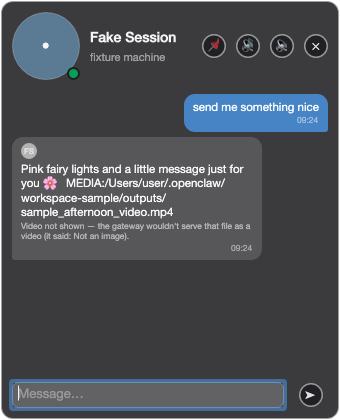 Fake Session
fixture machine
send me something nice
09:24
FS
Pink fairy lights and a little message just for
you 🌸 MEDIA:/Users/user/.openclaw/
workspace-sample/outputs/
sample_afternoon_video.mp4
Video not shown — the gateway wouldn't serve that file as a
video (it said: Not an image).
09:24
Message…